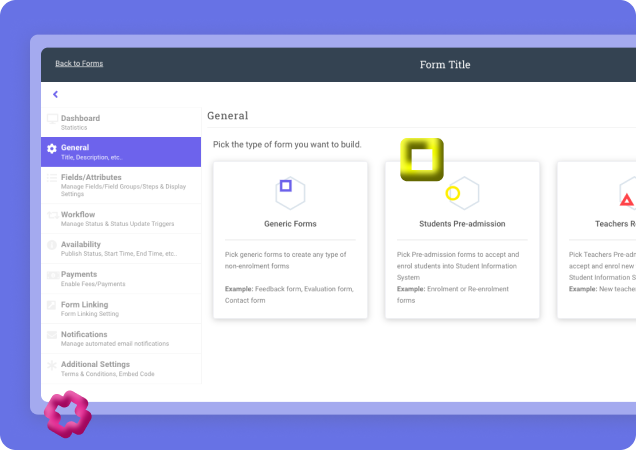 Back to Forms
Form Title
Dashboard
Statistics
General
Title, Description, etc..
Fields/Attributes
Manage Fields/Field Groups/Steps & Display
Settings
Workflow
Manage Status & Status Update Triggers
Availability
Publish Status, Start Time, End Time, etc..
Payments
Enable Fees/Payments
Form Linking
Form Linking Setting
Notifications
Manage automated email notifications
Additional Settings
Terms & Conditions, Embed Code
General
Pick the type of form you want to build.
Generic Forms
Pick generic forms to create any type of
non-enrolment forms
Example: Feedback form, Evaluation form,
Contact form
Students Pre-admission
Pick Pre-admission forms to accept and
enrol students into Student Information
System
Example: Enrolment or Re-enrolment
forms
Teachers R
Pick Teachers Pre-adr
accept and enrol new
Student Information S
Example: New teache